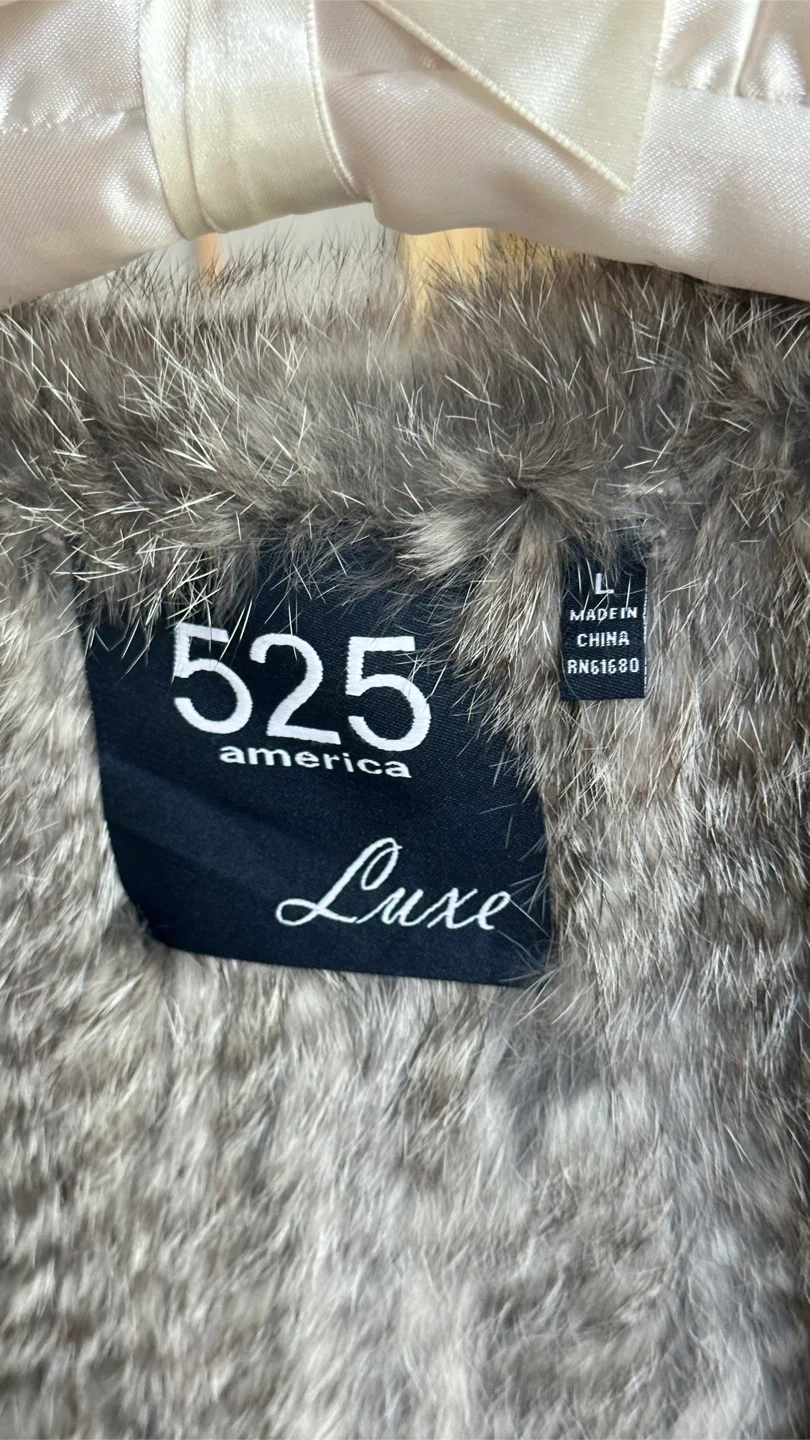 525
america
Luxe
L
MADE IN
CHINA
RN61680